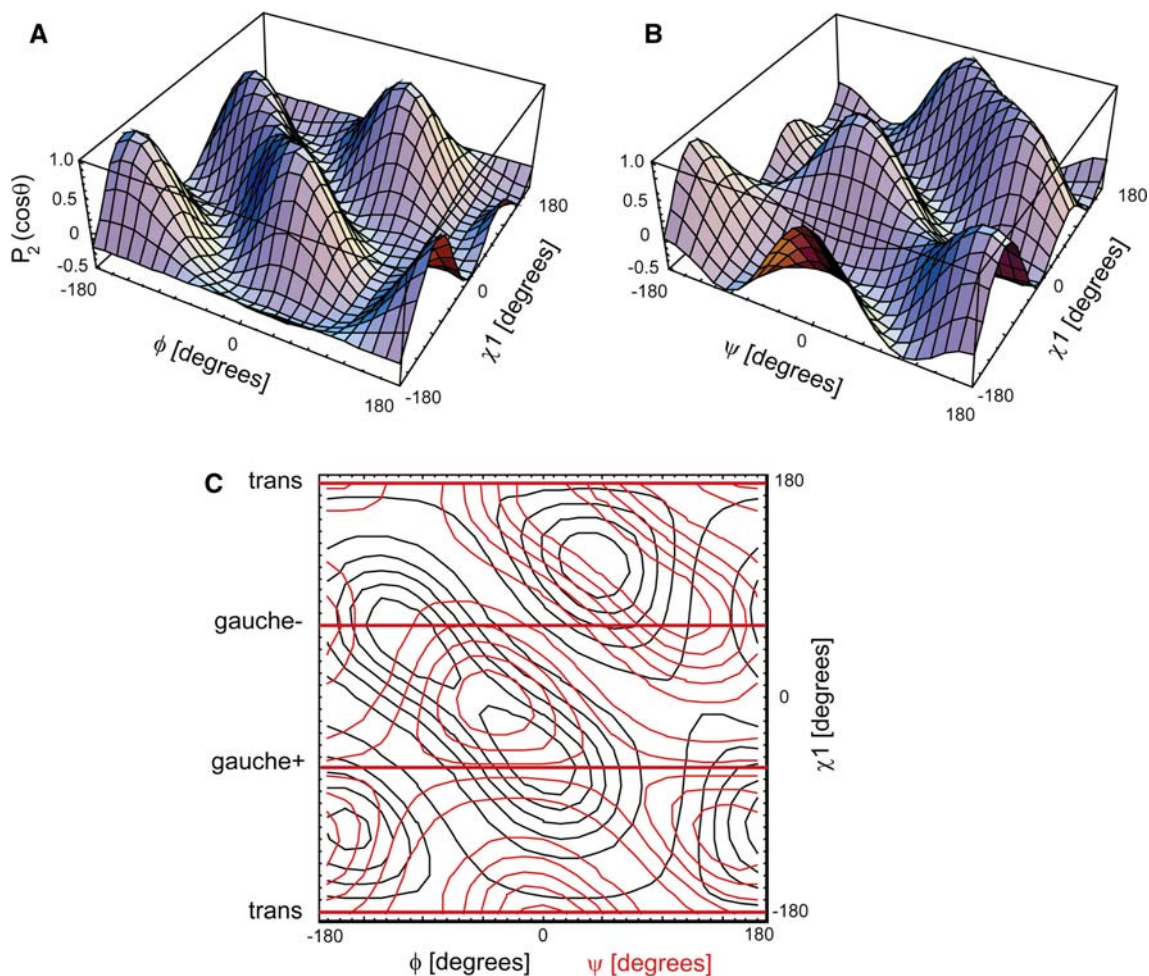 A
P2 (cosθ)
1.0
0.5
0
-0.5
-180
0
180
ϕ [degrees]
-180
0
180
χ1 [degrees]
B
1.0
0.5
0
-0.5
-180
0
180
ψ [degrees]
-180
0
180
χ1 [degrees]
C
trans
gauche-
gauche+
trans
180
0
-180
χ1 [degrees]
-180
0
180
ϕ [degrees]
ψ [degrees]